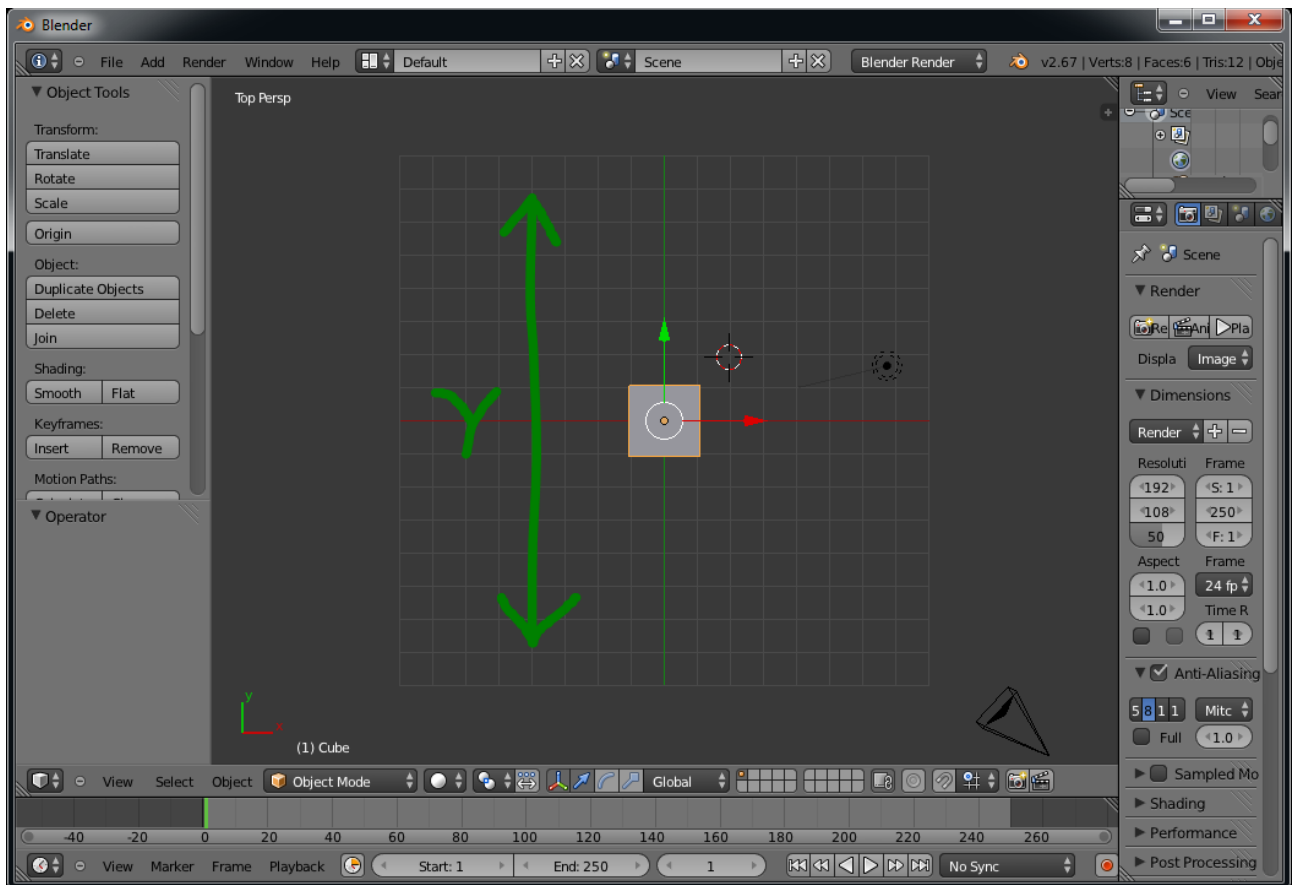 Blender
File Add Render Window Help Default Scene Blender Render v2.67 | Verts:8 | Faces:6 | Tris:12 | Obje
Object Tools
Transform:
Translate
Rotate
Scale
Origin
Object:
Duplicate Objects
Delete
Join
Shading:
Smooth Flat
Keyframes:
Insert Remove
Motion Paths:
Operator
Top Persp
Y
y
x
(1) Cube
View Sear
Sce
Scene
Render
Re Ani Pla
Displa Image
Dimensions
Render
Resoluti Frame
192 S: 1
108 250
50 F: 1
Aspect Frame
1.0 24 fp
1.0 Time R
1 1
Anti-Aliasing
5 8 1 1 Mitc
Full 1.0
Sampled Mo
Shading
Performance
Post Processing
View Select Object Object Mode Global
-40 -20 0 20 40 60 80 100 120 140 160 180 200 220 240 260
View Marker Frame Playback Start: 1 End: 250 1 No Sync